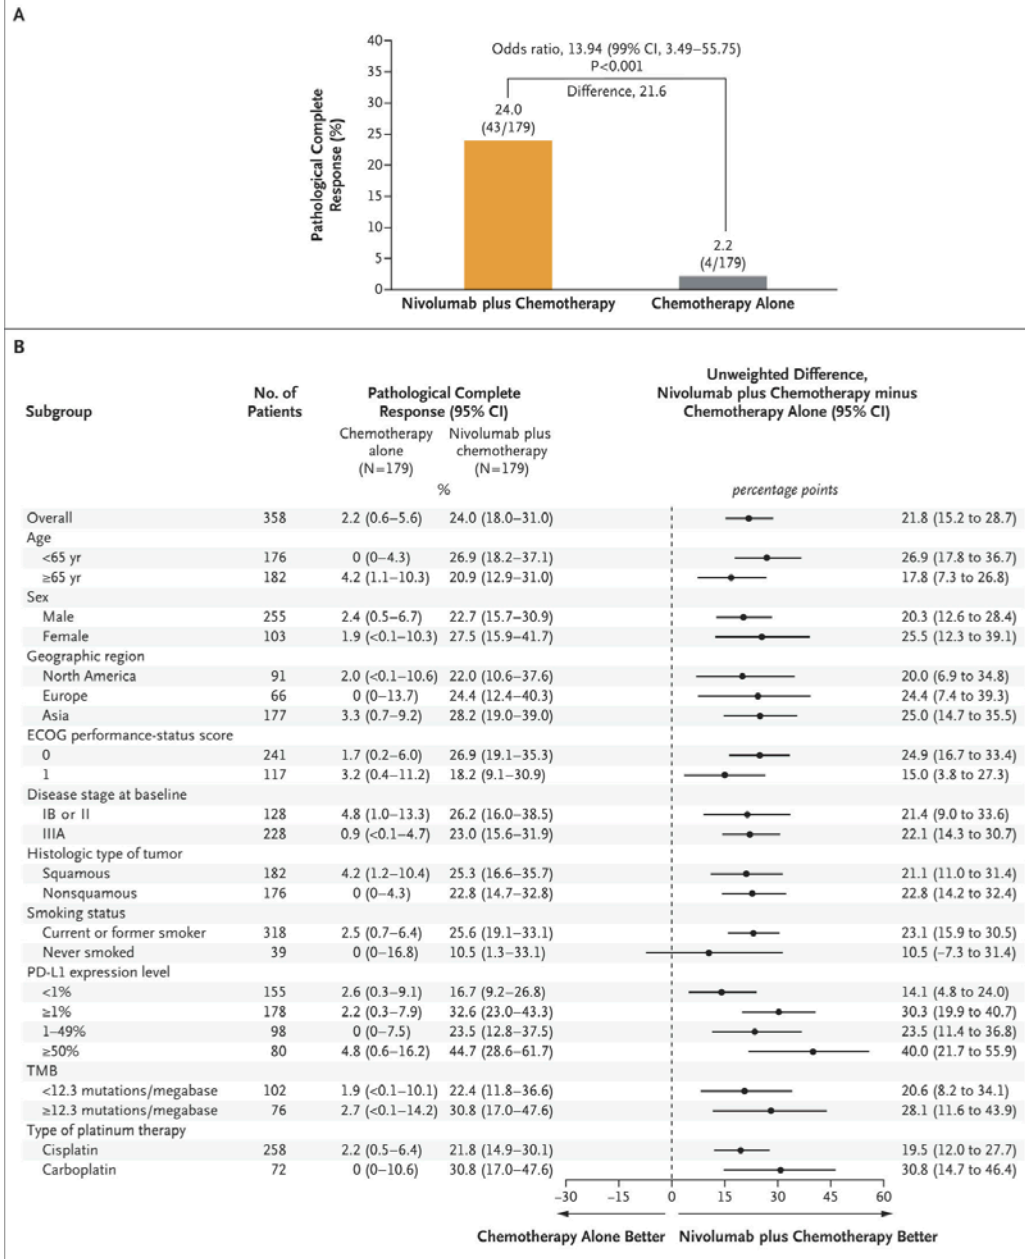 A
Odds ratio, 13.94 (99% CI, 3.49–55.75)
P<0.001
Difference, 21.6
Pathological Complete
Response (%)
40
35
30
25
20
15
10
5
0
24.0
(43/179)
2.2
(4/179)
Nivolumab plus Chemotherapy Chemotherapy Alone
B
Subgroup
No. of
Patients
Pathological Complete
Response (95% CI)
Unweighted Difference,
Nivolumab plus Chemotherapy minus
Chemotherapy Alone (95% CI)
Chemotherapy
alone
(N=179)
Nivolumab plus
chemotherapy
(N=179)
%
percentage points
Overall 358 2.2 (0.6–5.6) 24.0 (18.0–31.0) 21.8 (15.2 to 28.7)
Age
<65 yr 176 0 (0–4.3) 26.9 (18.2–37.1) 26.9 (17.8 to 36.7)
≥65 yr 182 4.2 (1.1–10.3) 20.9 (12.9–31.0) 17.8 (7.3 to 26.8)
Sex
Male 255 2.4 (0.5–6.7) 22.7 (15.7–30.9) 20.3 (12.6 to 28.4)
Female 103 1.9 (<0.1–10.3) 27.5 (15.9–41.7) 25.5 (12.3 to 39.1)
Geographic region
North America 91 2.0 (<0.1–10.6) 22.0 (10.6–37.6) 20.0 (6.9 to 34.8)
Europe 66 0 (0–13.7) 24.4 (12.4–40.3) 24.4 (7.4 to 39.3)
Asia 177 3.3 (0.7–9.2) 28.2 (19.0–39.0) 25.0 (14.7 to 35.5)
ECOG performance-status score
0 241 1.7 (0.2–6.0) 26.9 (19.1–35.3) 24.9 (16.7 to 33.4)
1 117 3.2 (0.4–11.2) 18.2 (9.1–30.9) 15.0 (3.8 to 27.3)
Disease stage at baseline
IB or II 128 4.8 (1.0–13.3) 26.2 (16.0–38.5) 21.4 (9.0 to 33.6)
IIIA 228 0.9 (<0.1–4.7) 23.0 (15.6–31.9) 22.1 (14.3 to 30.7)
Histologic type of tumor
Squamous 182 4.2 (1.2–10.4) 25.3 (16.6–35.7) 21.1 (11.0 to 31.4)
Nonsquamous 176 0 (0–4.3) 22.8 (14.7–32.8) 22.8 (14.2 to 32.4)
Smoking status
Current or former smoker 318 2.5 (0.7–6.4) 25.6 (19.1–33.1) 23.1 (15.9 to 30.5)
Never smoked 39 0 (0–16.8) 10.5 (1.3–33.1) 10.5 (−7.3 to 31.4)
PD-L1 expression level
<1% 155 2.6 (0.3–9.1) 16.7 (9.2–26.8) 14.1 (4.8 to 24.0)
≥1% 178 2.2 (0.3–7.9) 32.6 (23.0–43.3) 30.3 (19.9 to 40.7)
1–49% 98 0 (0–7.5) 23.5 (12.8–37.5) 23.5 (11.4 to 36.8)
≥50% 80 4.8 (0.6–16.2) 44.7 (28.6–61.7) 40.0 (21.7 to 55.9)
TMB
<12.3 mutations/megabase 102 1.9 (<0.1–10.1) 22.4 (11.8–36.6) 20.6 (8.2 to 34.1)
≥12.3 mutations/megabase 76 2.7 (<0.1–14.2) 30.8 (17.0–47.6) 28.1 (11.6 to 43.9)
Type of platinum therapy
Cisplatin 258 2.2 (0.5–6.4) 21.8 (14.9–30.1) 19.5 (12.0 to 27.7)
Carboplatin 72 0 (0–10.6) 30.8 (17.0–47.6) 30.8 (14.7 to 46.4)
−30 −15 0 15 30 45 60
Chemotherapy Alone Better Nivolumab plus Chemotherapy Better